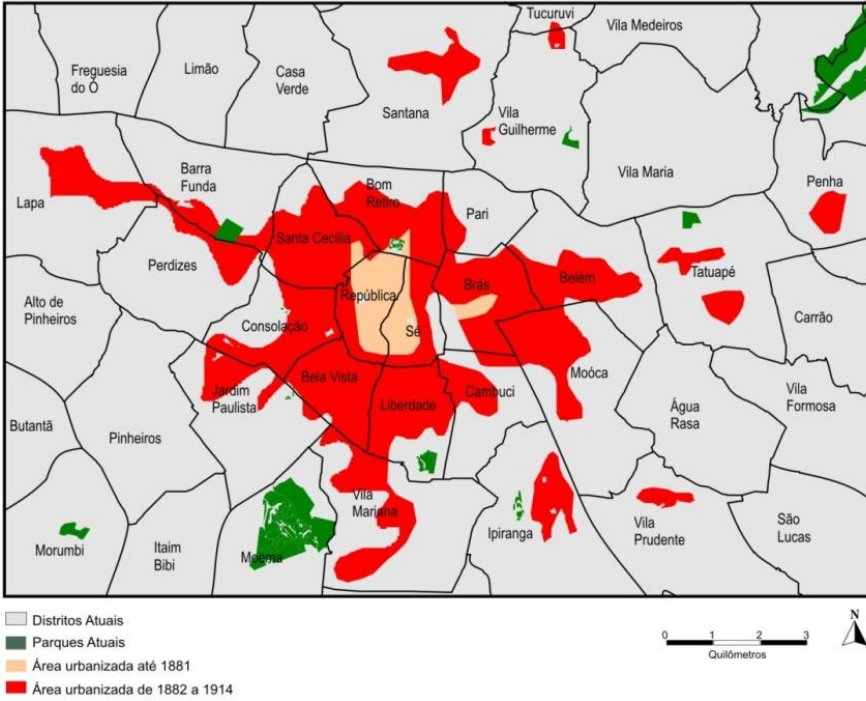 Tucuruvi
Vila Medeiros
Freguesia
do Ó
Limão
Casa
Verde
Santana
Vila
Guilherme
Vila Maria
Penha
Lapa
Barra
Funda
Bom
Retiro
Pari
Santa Cecília
Perdizes
Brás
Belém
Tatuapé
Alto de
Pinheiros
República
Sé
Consolação
Carrão
Bela Vista
Jardim
Paulista
Liberdade
Cambuci
Moóca
Vila
Formosa
Água
Rasa
Butantã
Pinheiros
Vila
Mariana
Ipiranga
Vila
Prudente
São
Lucas
Morumbi
Itaim
Bibi
Moema
Distritos Atuais
Parques Atuais
Área urbanizada até 1881
Área urbanizada de 1882 a 1914
0 1 2 3
Quilômetros
N